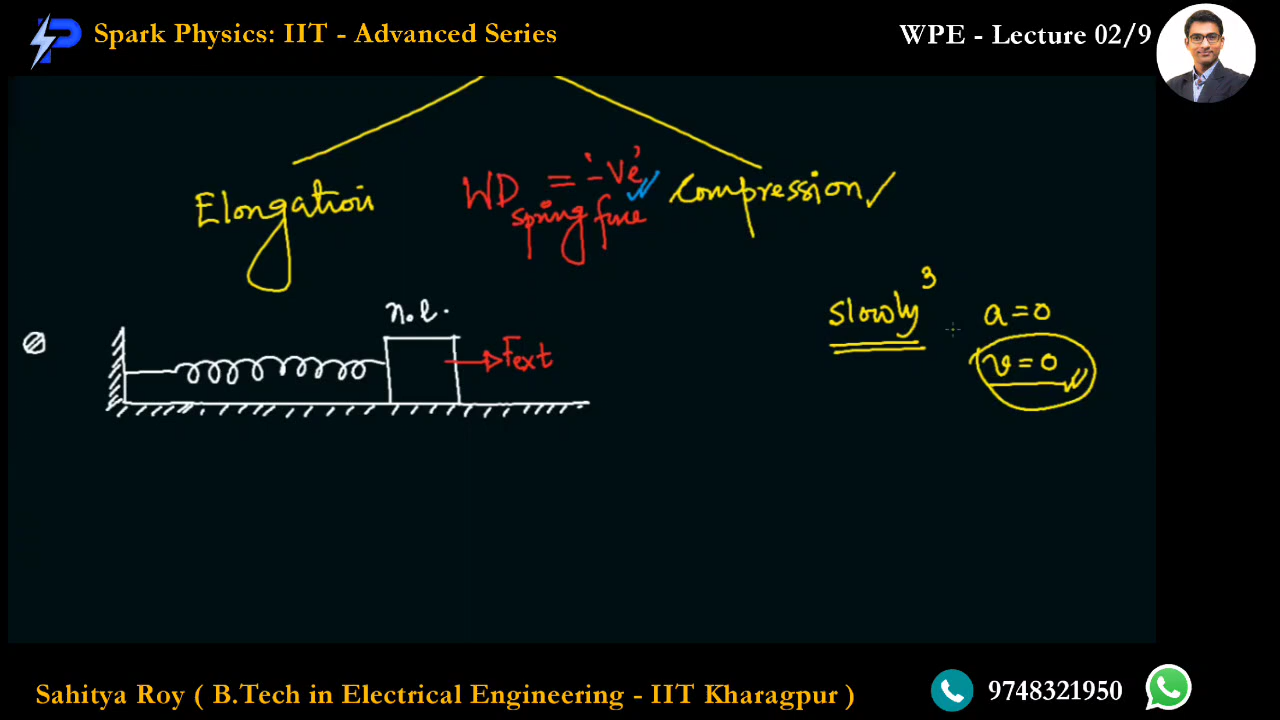 Spark Physics: IIT - Advanced Series
WPE - Lecture 02/9
Elongation
WD spring force = '-ve'
Compression
n.l.
Fext
Slowly
a=0
v=0
Sahitya Roy ( B.Tech in Electrical Engineering - IIT Kharagpur )
9748321950